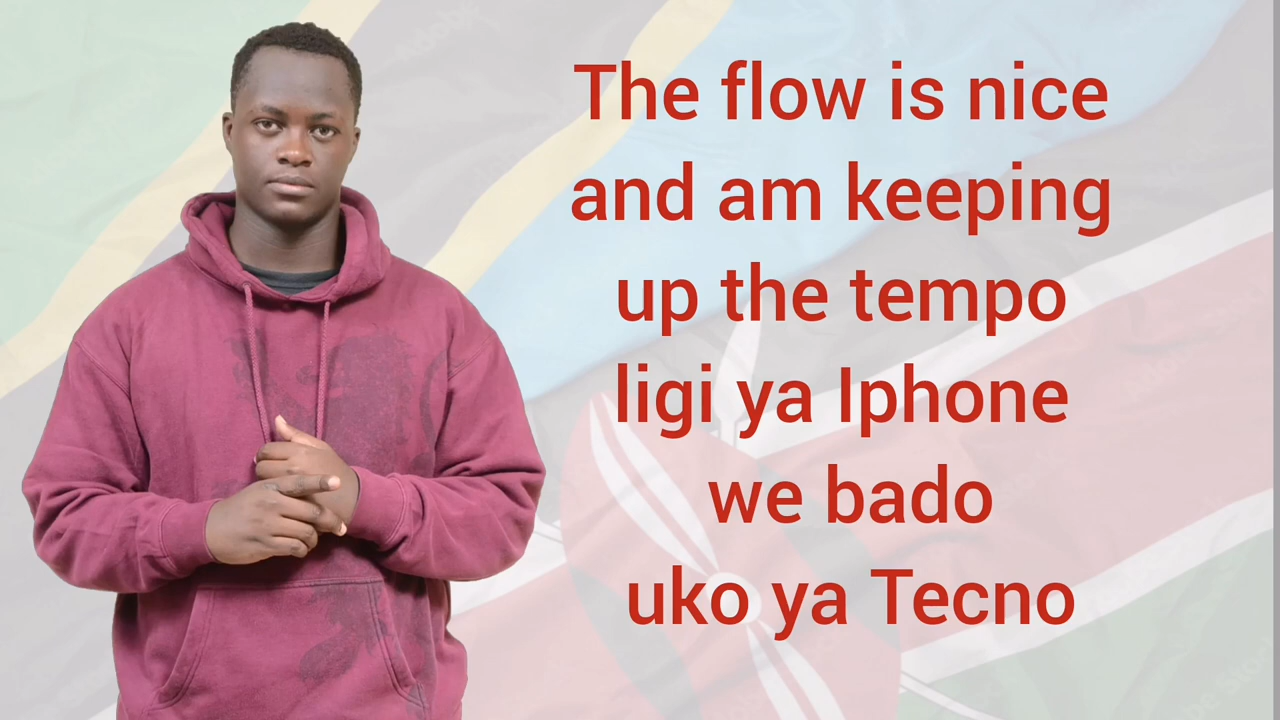 The flow is nice
and am keeping
up the tempo
ligi ya Iphone
we bado
uko ya Tecno